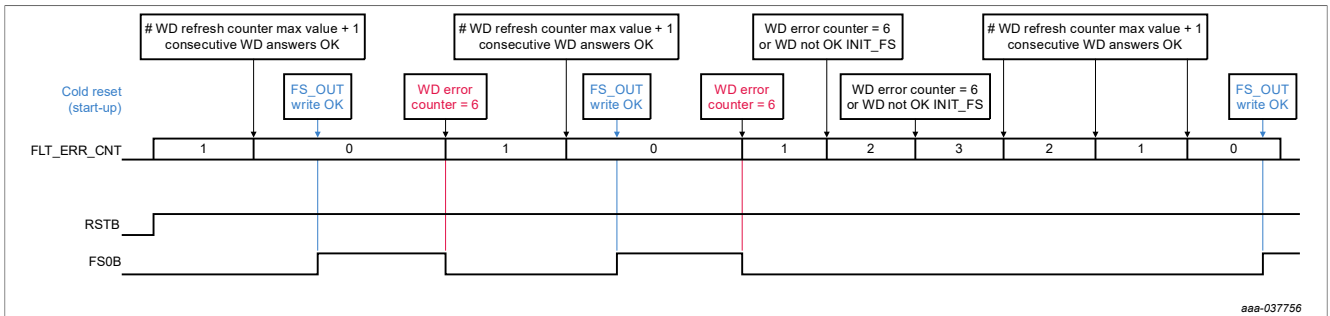 # WD refresh counter max value + 1
consecutive WD answers OK
# WD refresh counter max value + 1
consecutive WD answers OK
WD error counter = 6
or WD not OK INIT_FS
# WD refresh counter max value + 1
consecutive WD answers OK
Cold reset
(start-up)
FS_OUT
write OK
WD error
counter = 6
FS_OUT
write OK
WD error
counter = 6
WD error counter = 6
or WD not OK INIT_FS
FS_OUT
write OK
FLT_ERR_CNT 1 0 1 0 1 2 3 2 1 0
RSTB
FS0B
aaa-037756